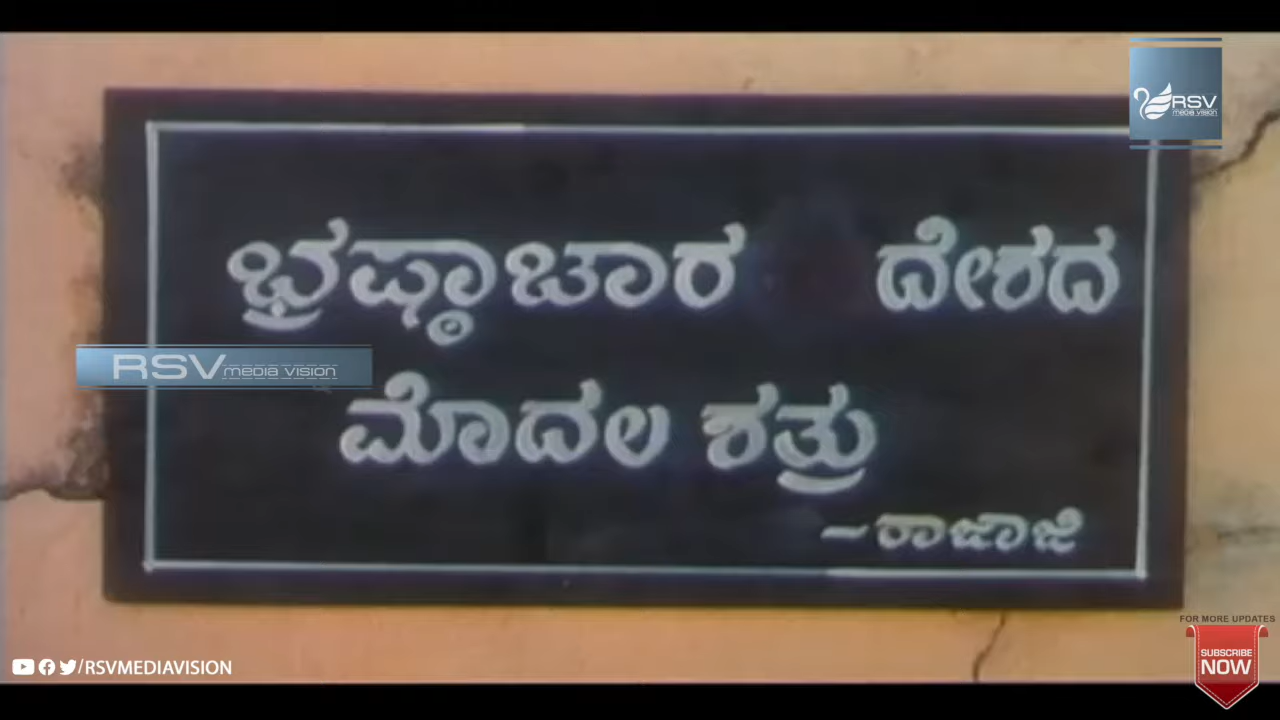 RSV
media vision
ಭ್ರಷ್ಠಾಚಾರ ದೇಶದ
RSV MEDIA VISION
ಮೊದಲ ಶತ್ರು
–ರಾಜಾಜಿ
FOR MORE UPDATES
SUBSCRIBE
NOW
/RSVMEDIAVISION